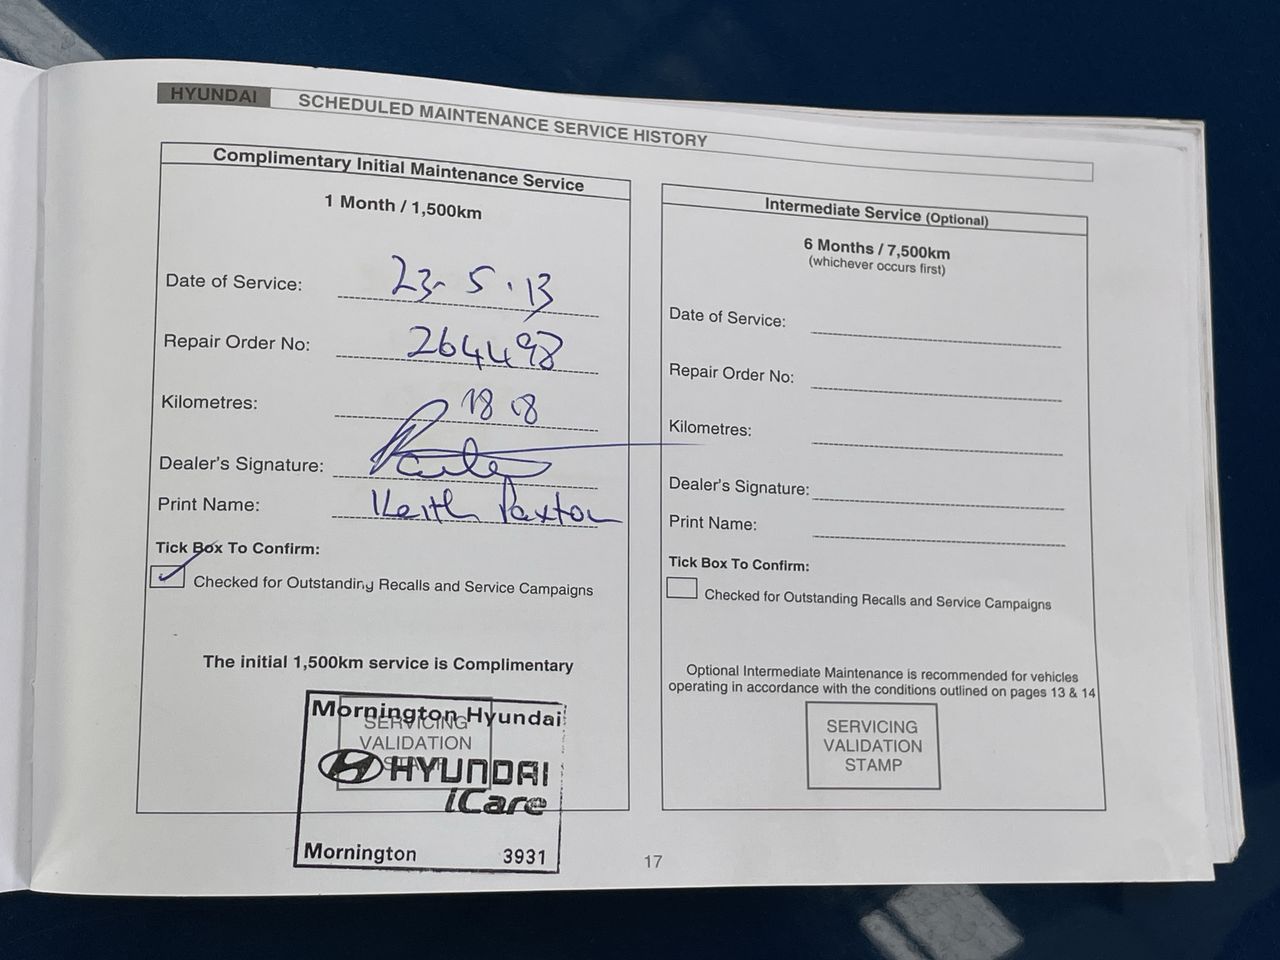 HYUNDAI SCHEDULED MAINTENANCE SERVICE HISTORY
Complimentary Initial Maintenance Service
1 Month / 1,500km
Date of Service: 23-5.13
Repair Order No: 264498
Kilometres: 1808
Dealer's Signature:
Print Name: Keith Paxton
Tick Box To Confirm:
Checked for Outstanding Recalls and Service Campaigns
The initial 1,500km service is Complimentary
SERVICING
VALIDATION
STAMP
Mornington Hyundai
HYUNDAI
iCare
Mornington 3931
Intermediate Service (Optional)
6 Months / 7,500km
(whichever occurs first)
Date of Service:
Repair Order No:
Kilometres:
Dealer's Signature:
Print Name:
Tick Box To Confirm:
Checked for Outstanding Recalls and Service Campaigns
Optional Intermediate Maintenance is recommended for vehicles
operating in accordance with the conditions outlined on pages 13 & 14
SERVICING
VALIDATION
STAMP
17